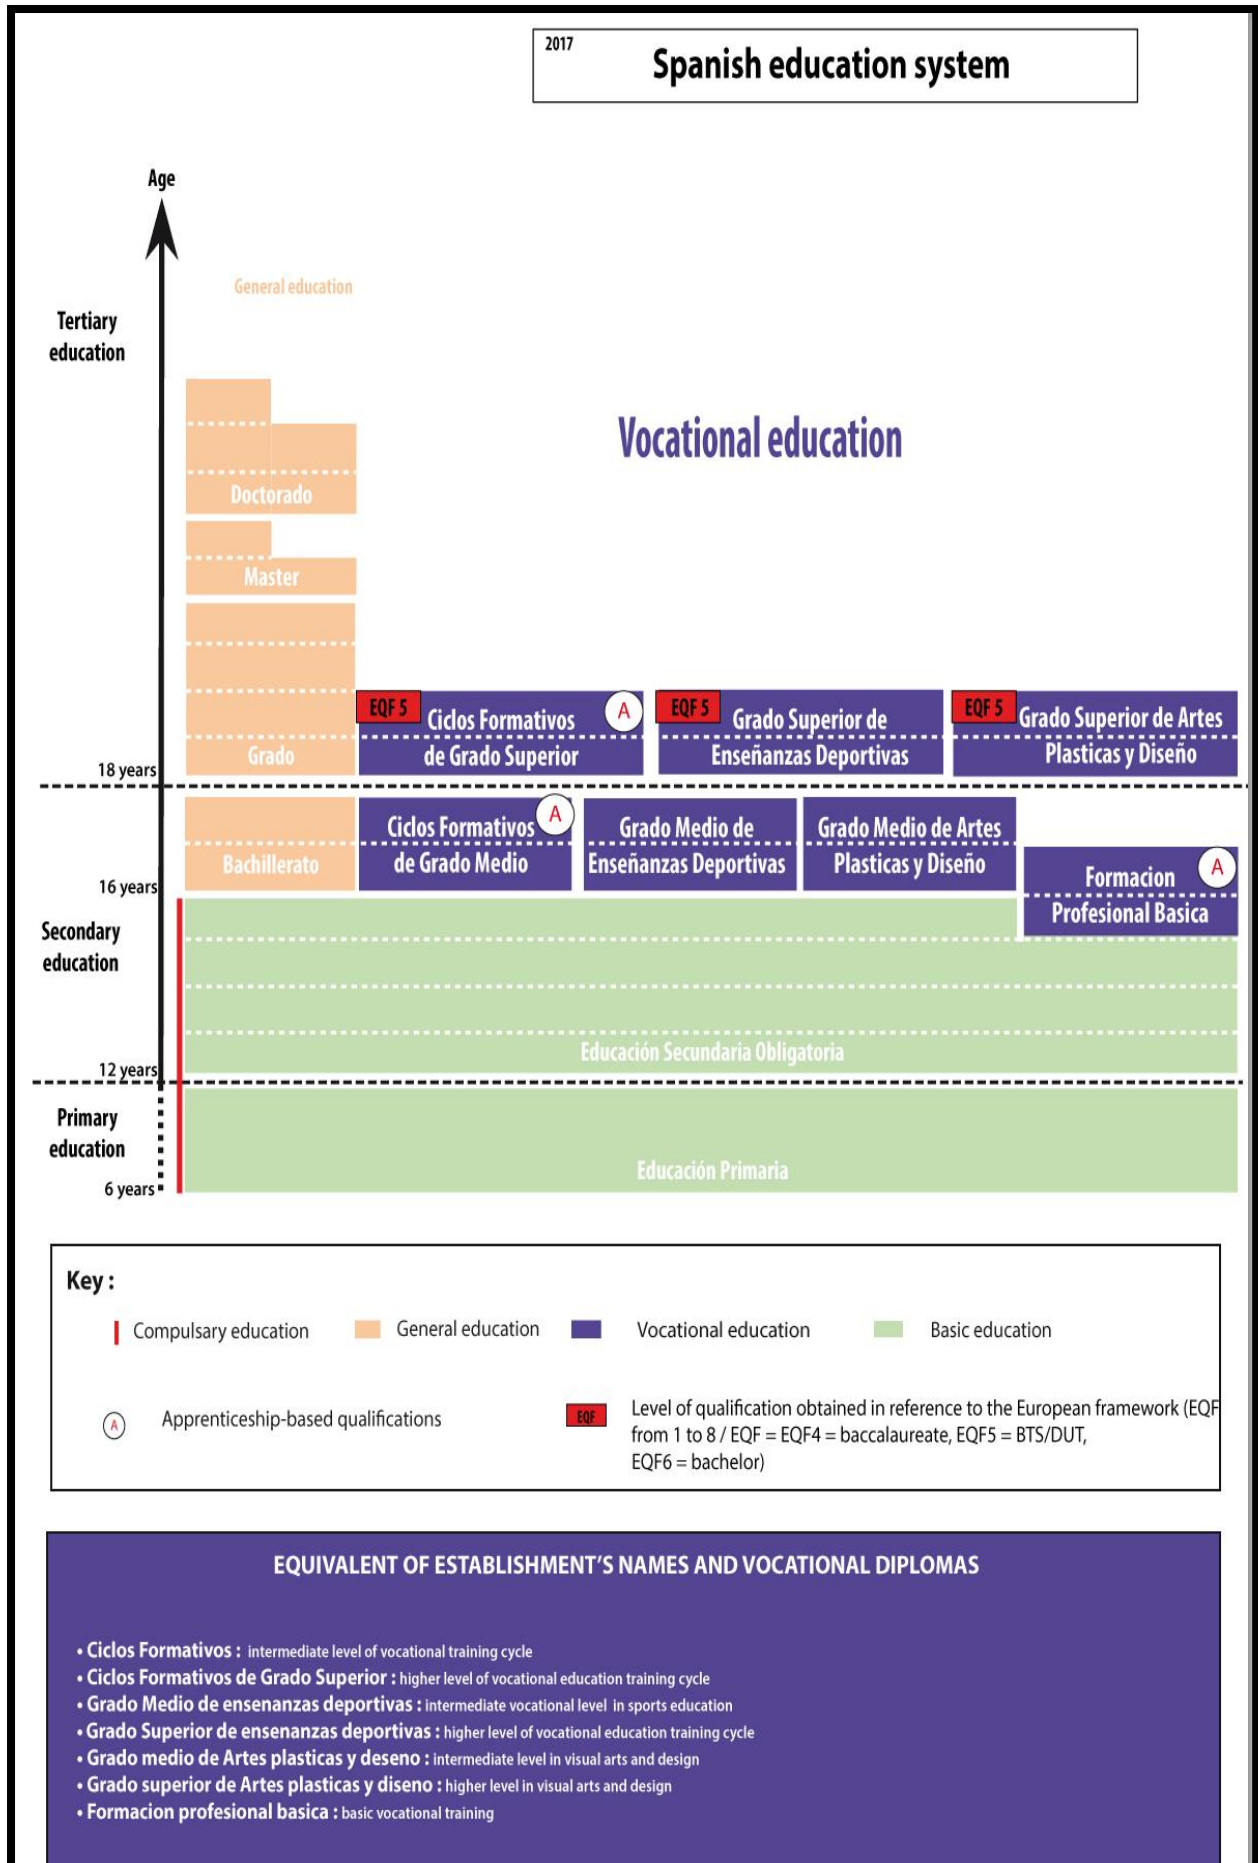 2017
Spanish education system
Age
General education
Tertiary
education
Vocational education
Doctorado
Master
Grado
EQF 5
Ciclos Formativos
de Grado Superior
A
EQF 5
Grado Superior de
Enseñanzas Deportivas
EQF 5
Grado Superior de Artes
Plasticas y Diseño
18 years
Bachillerato
Ciclos Formativos
de Grado Medio
A
Grado Medio de
Enseñanzas Deportivas
Grado Medio de Artes
Plasticas y Diseño
Formacion
Profesional Basica
A
16 years
Secondary
education
Educación Secundaria Obligatoria
12 years
Primary
education
Educación Primaria
6 years
Key :
Compulsary education
General education
Vocational education
Basic education
A
Apprenticeship-based qualifications
EQF
Level of qualification obtained in reference to the European framework (EQF
from 1 to 8 / EQF = EQF4 = baccalaureate, EQF5 = BTS/DUT,
EQF6 = bachelor)
EQUIVALENT OF ESTABLISHMENT'S NAMES AND VOCATIONAL DIPLOMAS
• Ciclos Formativos : intermediate level of vocational training cycle
• Ciclos Formativos de Grado Superior : higher level of vocational education training cycle
• Grado Medio de ensenanzas deportivas : intermediate vocational level in sports education
• Grado Superior de ensenanzas deportivas : higher level of vocational education training cycle
• Grado medio de Artes plasticas y deseno : intermediate level in visual arts and design
• Grado superior de Artes plasticas y diseno : higher level in visual arts and design
• Formacion profesional basica : basic vocational training